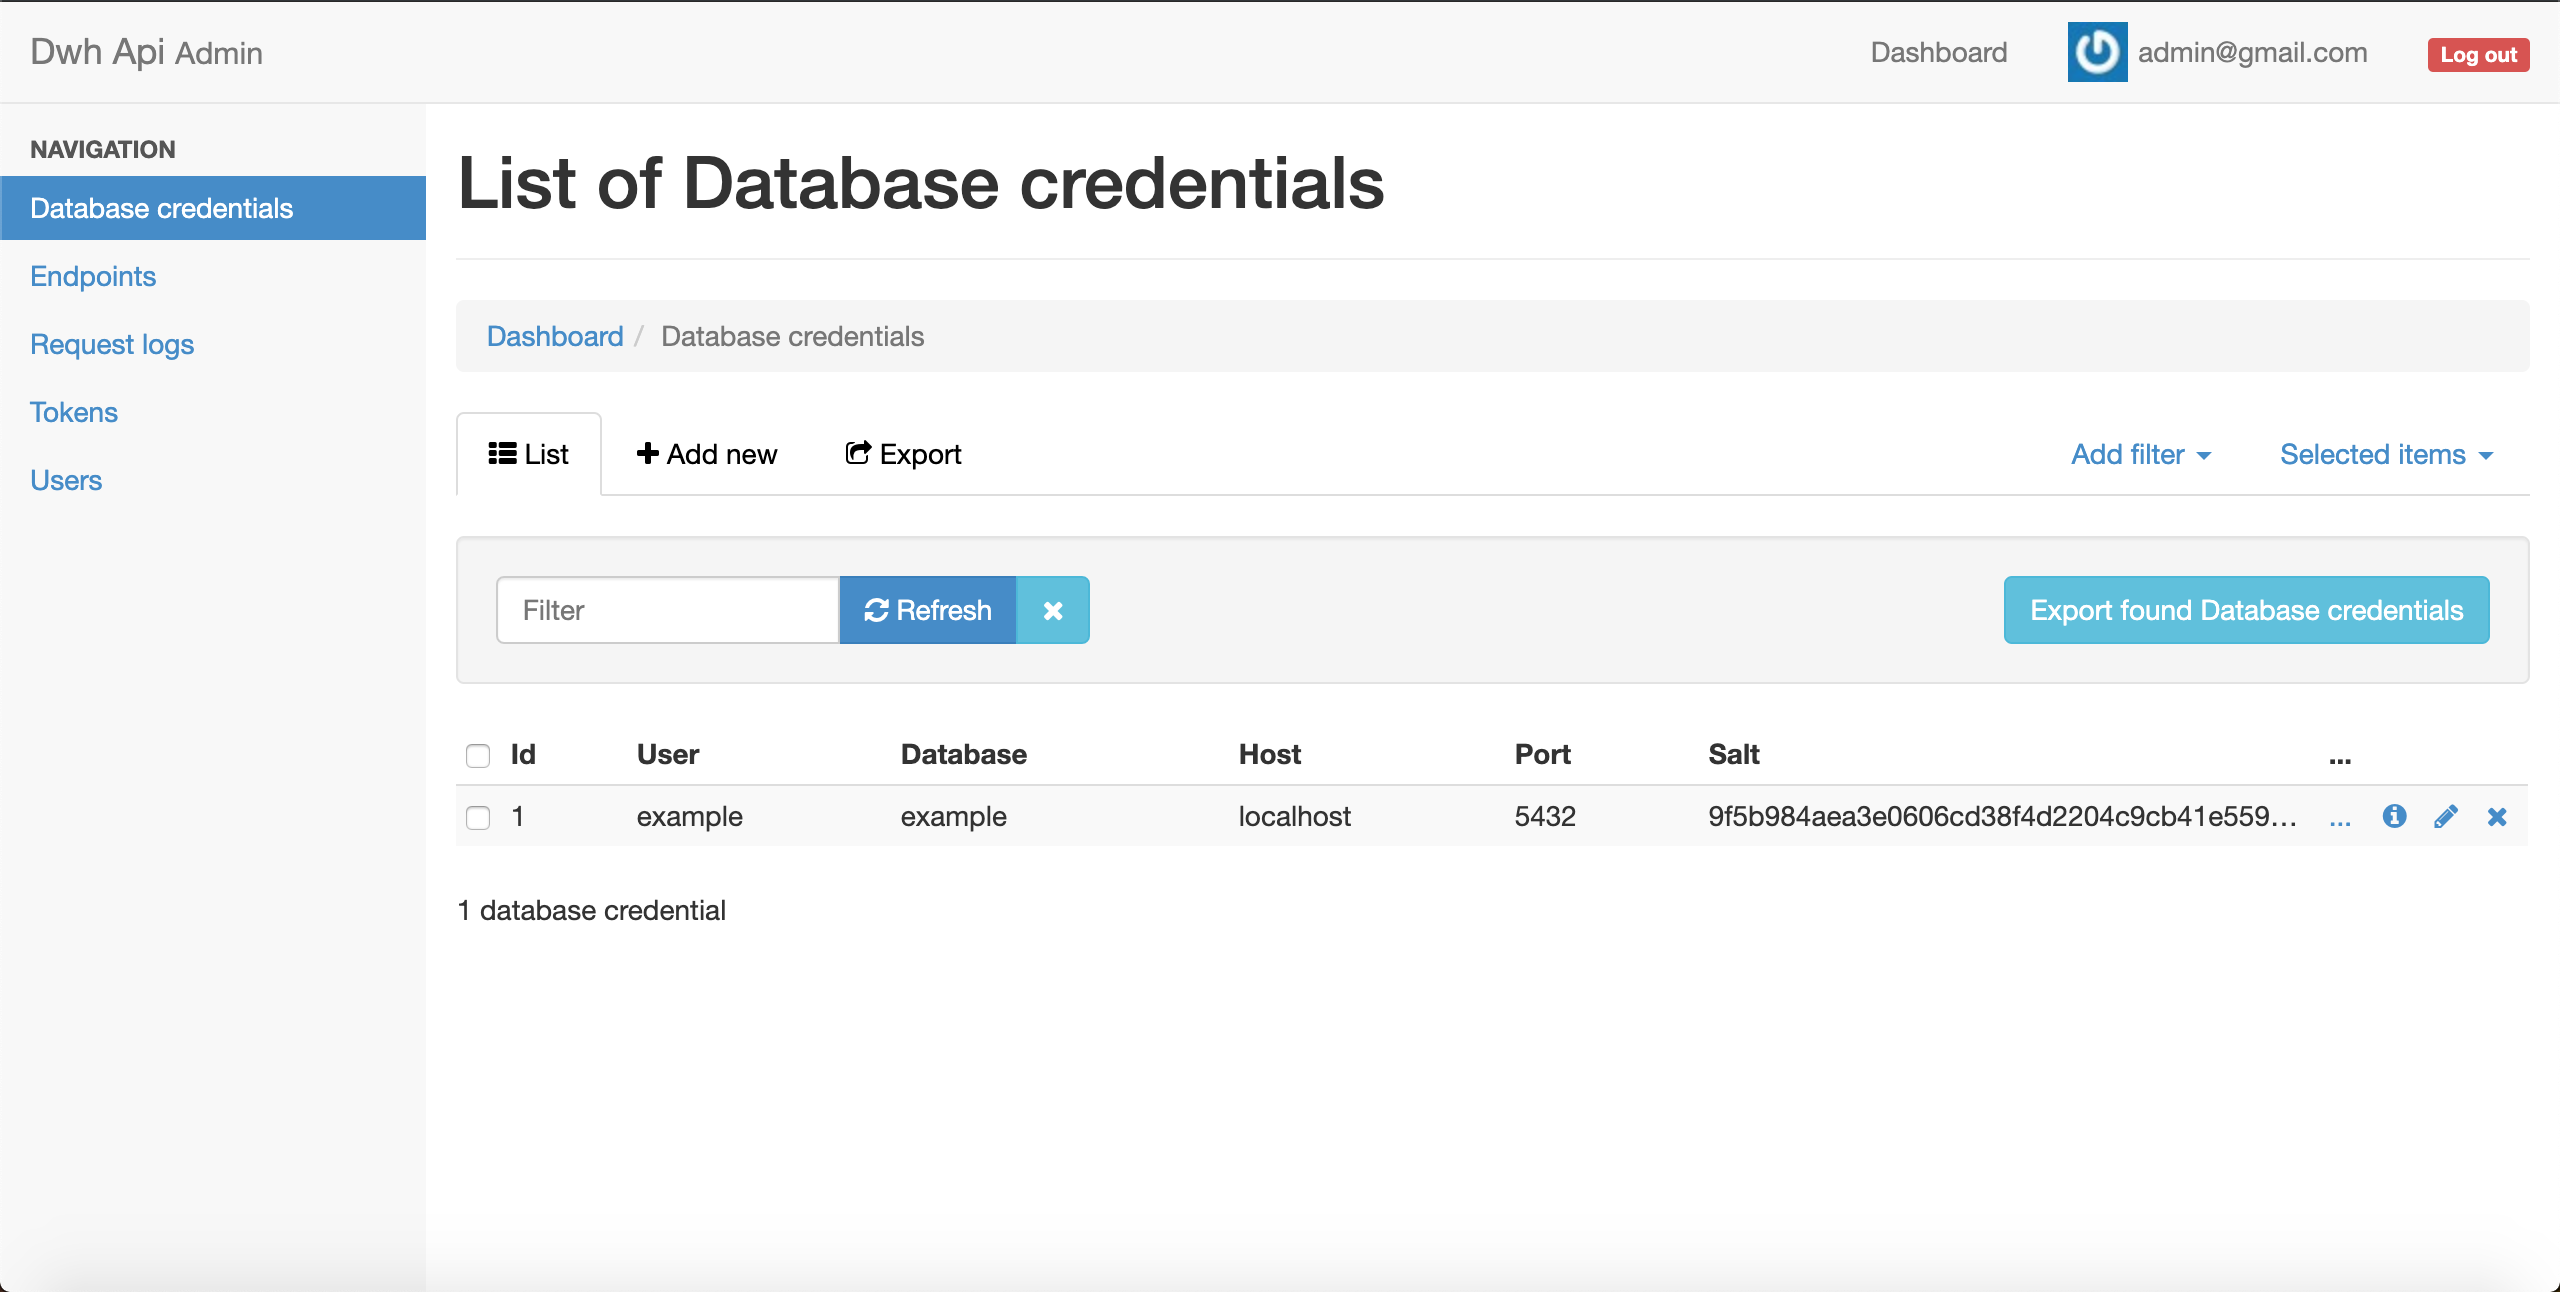 Dwh Api Admin
Dashboard
admin@gmail.com
Log out
NAVIGATION
Database credentials
Endpoints
Request logs
Tokens
Users
List of Database credentials
Dashboard / Database credentials
List
Add new
Export
Add filter
Selected items
Filter
Refresh
Export found Database credentials
Id User Database Host Port Salt ...
1 example example localhost 5432 9f5b984aea3e0606cd38f4d2204c9cb41e559... ...
1 database credential